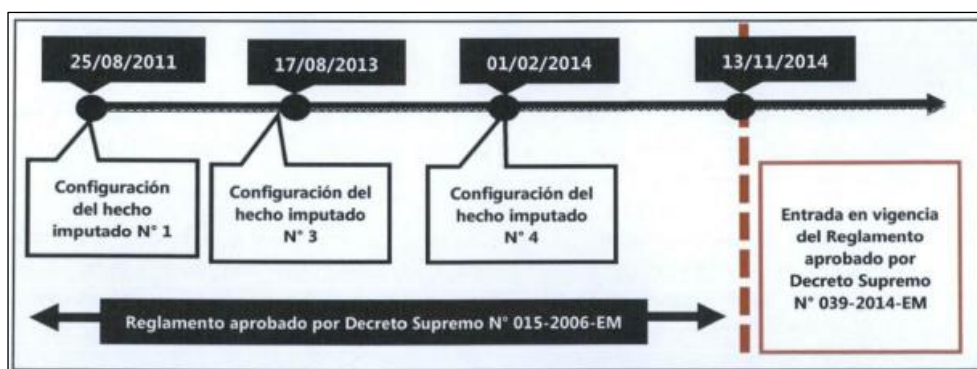 25/08/2011
17/08/2013
01/02/2014
13/11/2014
Configuración
del hecho
imputado N° 1
Configuración del
hecho imputado
N° 3
Configuración del
hecho imputado
N° 4
Entrada en vigencia
del Reglamento
aprobado por
Decreto Supremo
N° 039-2014-EM
Reglamento aprobado por Decreto Supremo N° 015-2006-EM